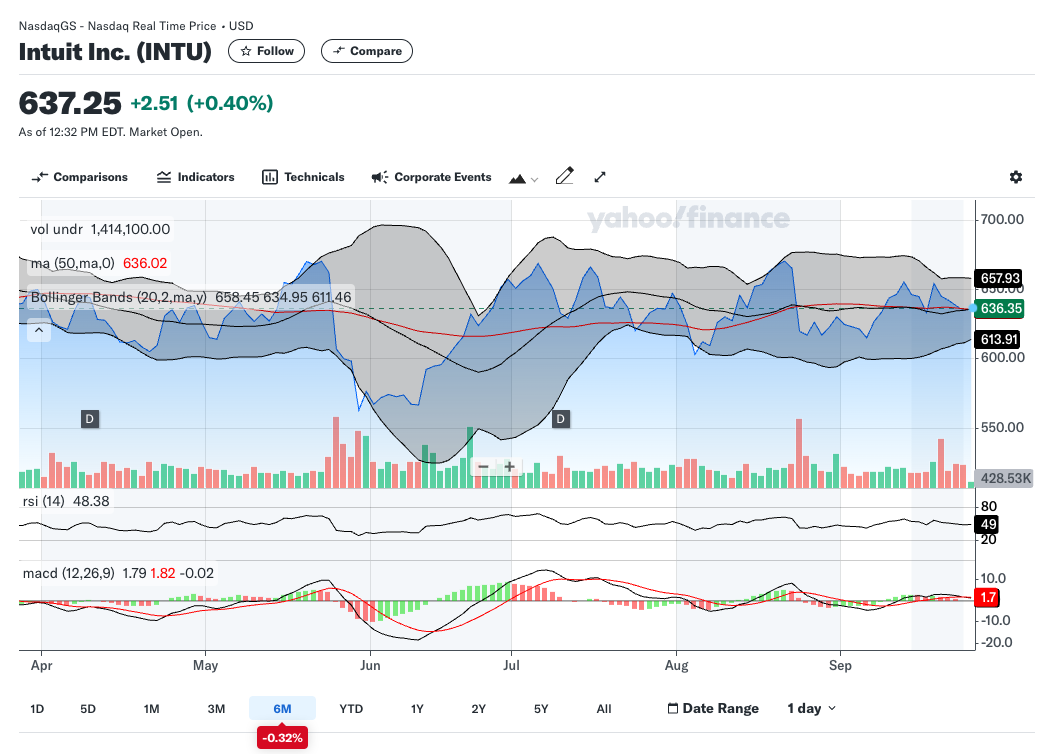 NasdaqGS - Nasdaq Real Time Price • USD
Intuit Inc. (INTU)
Follow
Compare
637.25 +2.51 (+0.40%)
As of 12:32 PM EDT. Market Open.
Comparisons
Indicators
Technicals
Corporate Events
yahoo!finance
vol undr 1,414,100.00
ma (50,ma,0) 636.02
Bollinger Bands (20,2,ma,y) 658.45 634.95 611.46
700.00
657.93
650.00
636.35
613.91
600.00
550.00
428.53K
D
D
rsi (14) 48.38
80
49
20
macd (12,26,9) 1.79 1.82 -0.02
10.0
1.7
-10.0
-20.0
Apr May Jun Jul Aug Sep
1D 5D 1M 3M 6M YTD 1Y 2Y 5Y All Date Range 1 day
-0.32%